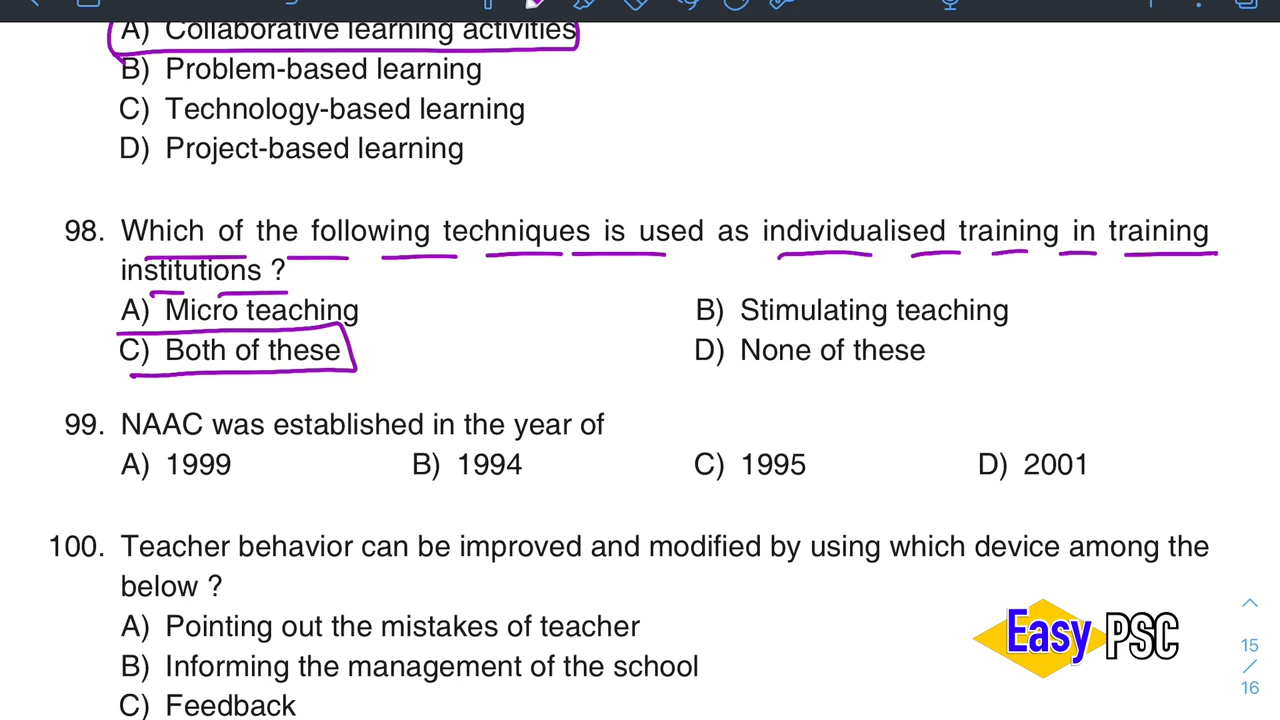 A) Collaborative learning activities
B) Problem-based learning
C) Technology-based learning
D) Project-based learning
98. Which of the following techniques is used as individualised training in training
institutions ?
A) Micro teaching B) Stimulating teaching
C) Both of these D) None of these
99. NAAC was established in the year of
A) 1999 B) 1994 C) 1995 D) 2001
100. Teacher behavior can be improved and modified by using which device among the
below ?
A) Pointing out the mistakes of teacher
B) Informing the management of the school
C) Feedback
Easy PSC
15
/
16